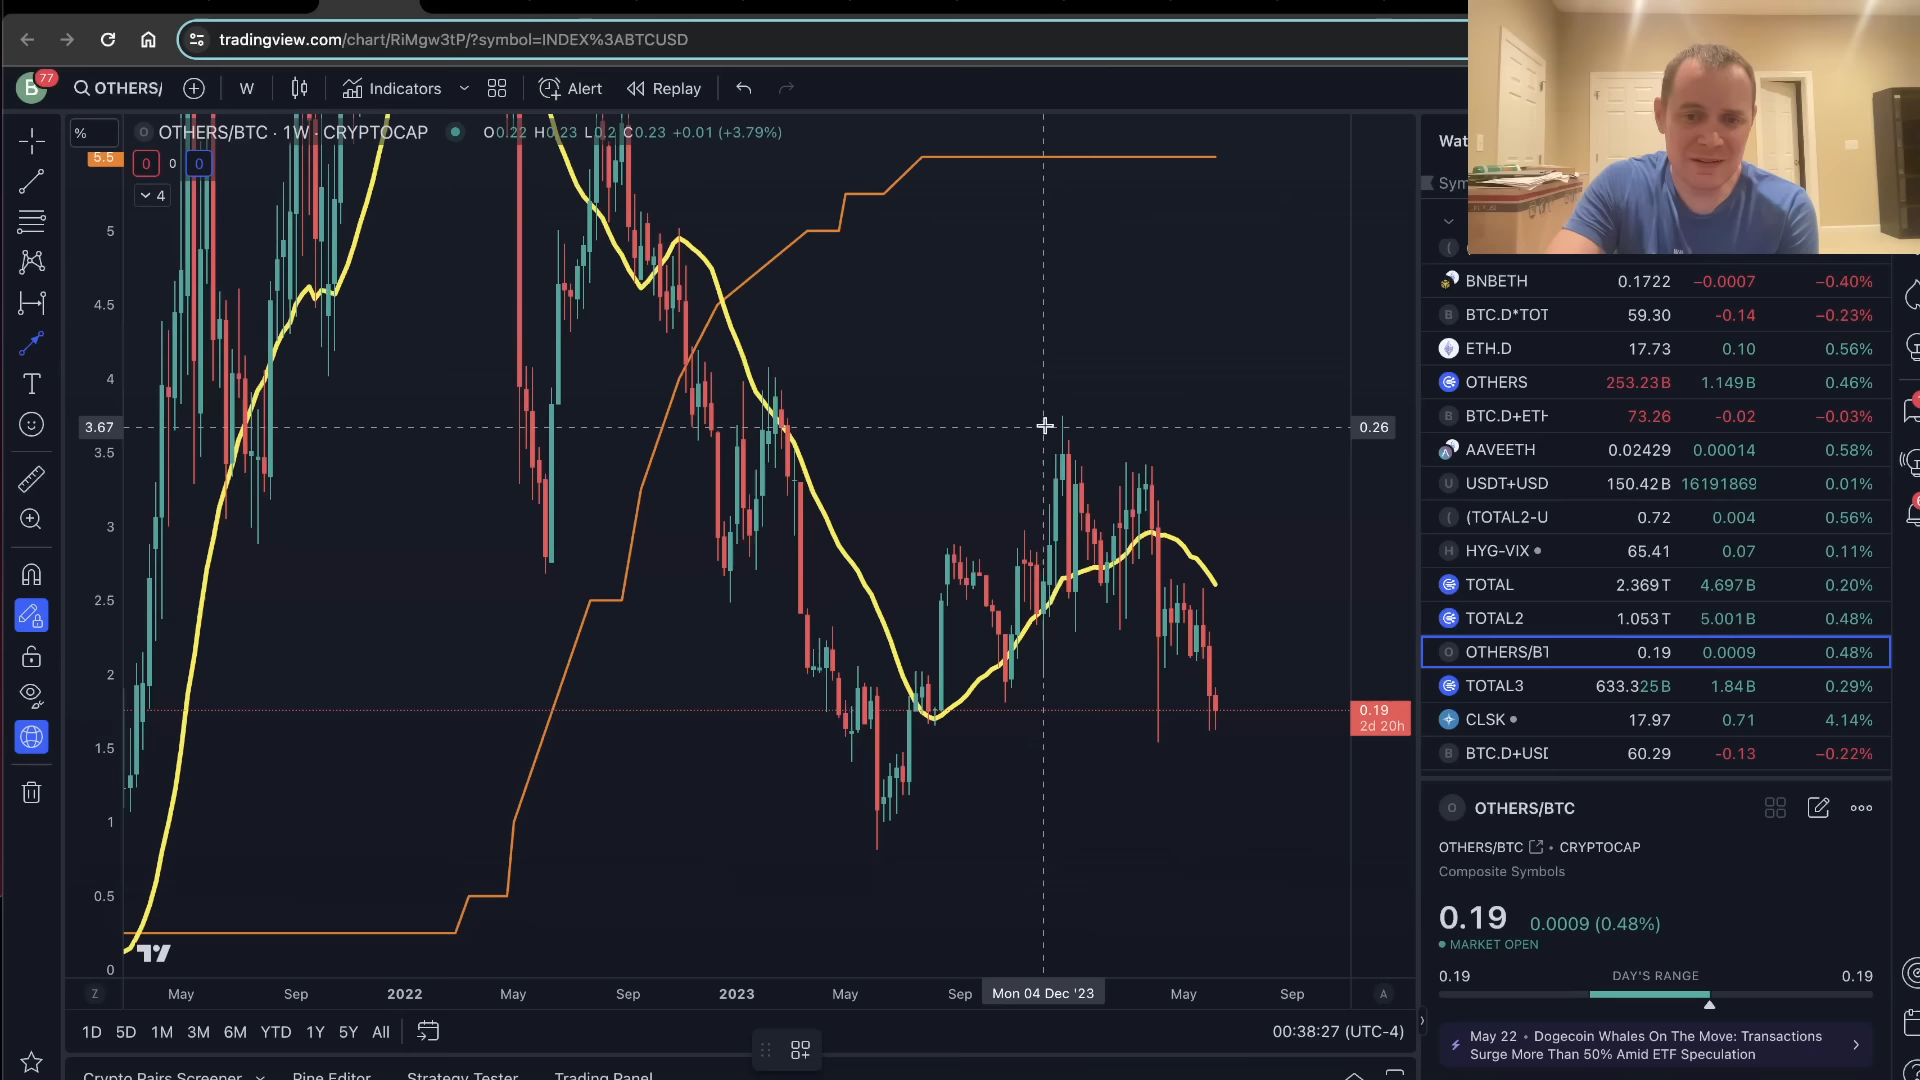 tradingview.com/chart/RiMgw3tP/?symbol=INDEX%3ABTCUSD
B 77 OTHERS/ W Indicators Alert Replay
% OTHERS/BTC · 1W · CRYPTOCAP O0.22 H0.23 L0.2 C0.23 +0.01 (+3.79%)
5.5 0 0 0
4
5
4.5
4
3.67
3.5
3
2.5
2
1.5
1
0.5
0
0.26
0.19
2d 20h
Z May Sep 2022 May Sep 2023 May Sep Mon 04 Dec '23 May Sep A
1D 5D 1M 3M 6M YTD 1Y 5Y All 00:38:27 (UTC-4)
Crypto Pairs Screener Pine Editor Strategy Tester Trading Panel
Wat
Sym
BNBETH 0.1722 −0.0007 −0.40%
BTC.D*TOT 59.30 -0.14 −0.23%
ETH.D 17.73 0.10 0.56%
OTHERS 253.23 B 1.149 B 0.46%
BTC.D+ETH 73.26 -0.02 −0.03%
AAVEETH 0.02429 0.00014 0.58%
USDT+USD 150.42 B 16191869 0.01%
(TOTAL2-U 0.72 0.004 0.56%
HYG-VIX 65.41 0.07 0.11%
TOTAL 2.369 T 4.697 B 0.20%
TOTAL2 1.053 T 5.001 B 0.48%
OTHERS/BT 0.19 0.0009 0.48%
TOTAL3 633.325 B 1.84 B 0.29%
CLSK 17.97 0.71 4.14%
BTC.D+USD 60.29 -0.13 −0.22%
O OTHERS/BTC
OTHERS/BTC • CRYPTOCAP
Composite Symbols
0.19 0.0009 (0.48%)
MARKET OPEN
0.19 DAY'S RANGE 0.19
May 22 • Dogecoin Whales On The Move: Transactions
Surge More Than 50% Amid ETF Speculation